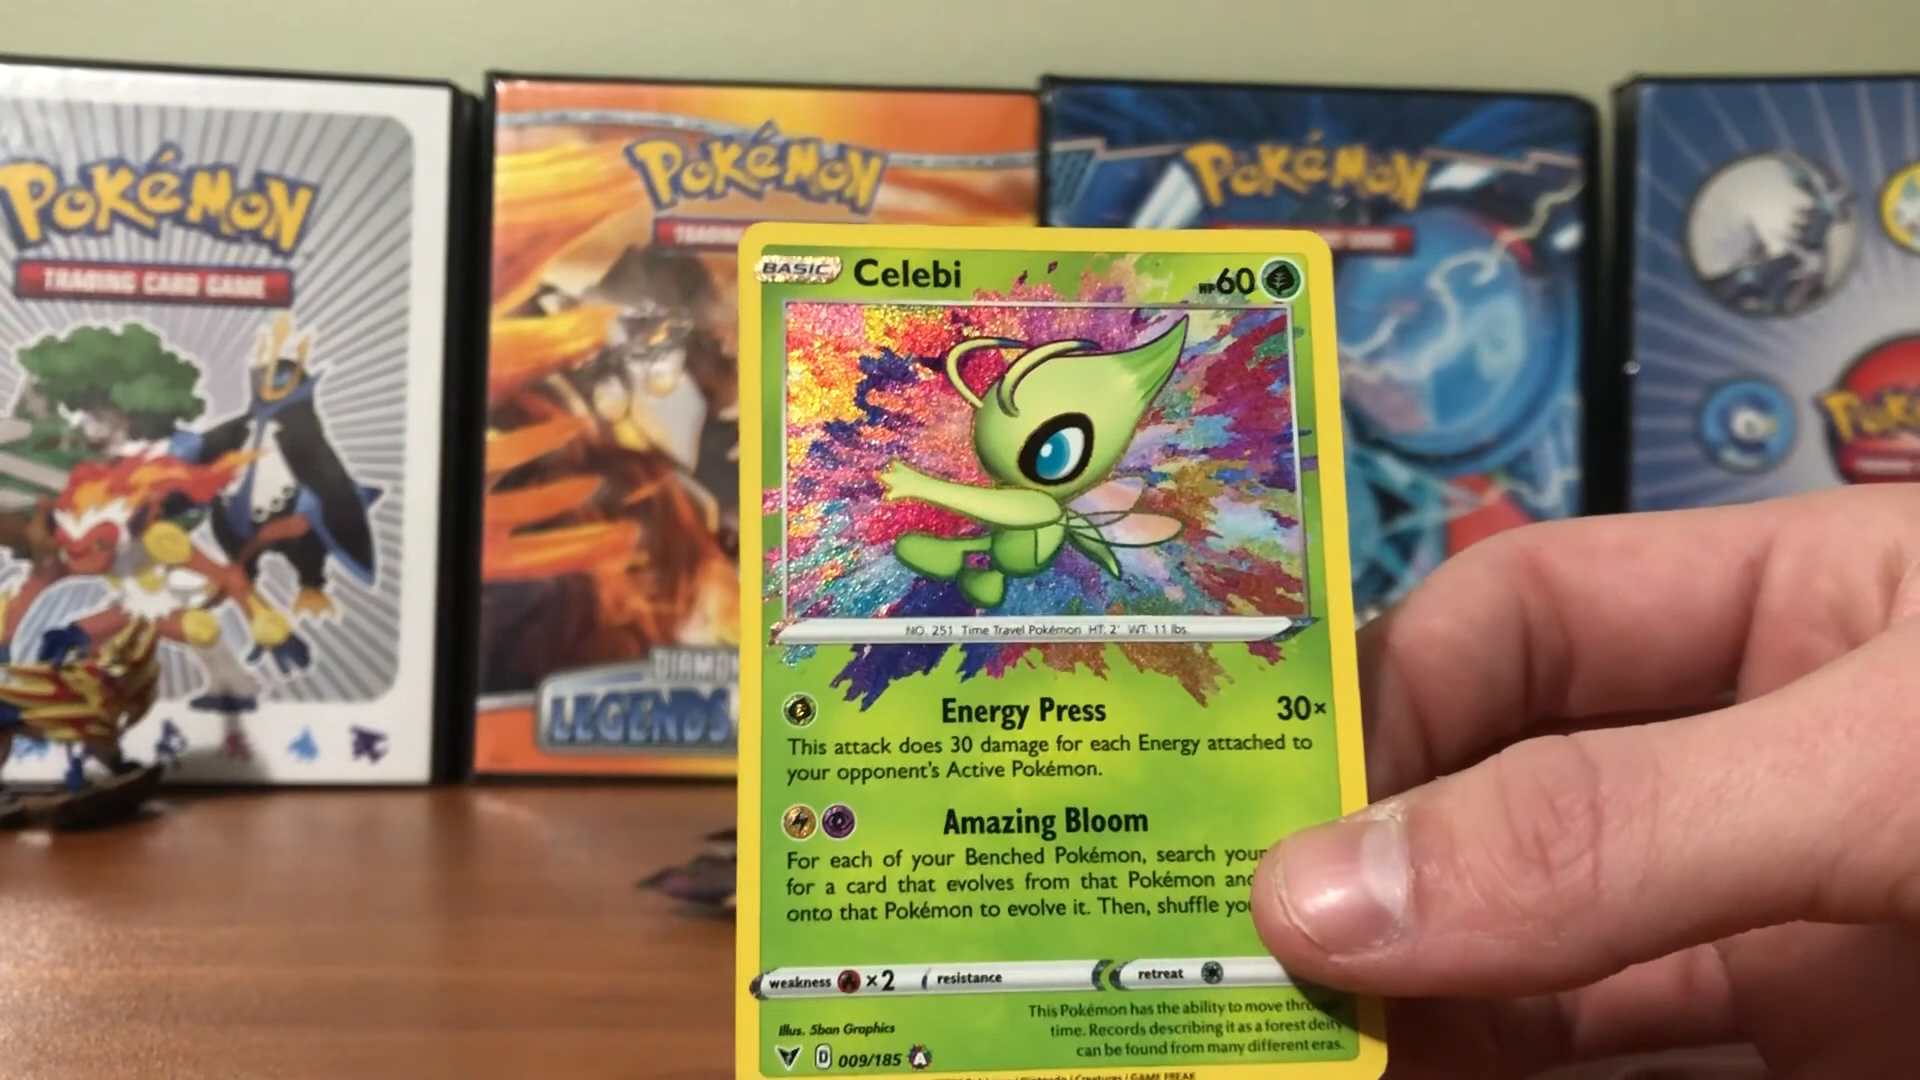 POKéMON
TRADING CARD GAME
POKéMON
TRADING
DIAMON
LEGENDS
POKéMON
GAME
BASIC
Celebi
HP60
NO. 251 Time Travel Pokémon HT: 2' WT: 11 lbs.
Energy Press 30×
This attack does 30 damage for each Energy attached to
your opponent's Active Pokémon.
Amazing Bloom
For each of your Benched Pokémon, search your
for a card that evolves from that Pokémon and
onto that Pokémon to evolve it. Then, shuffle
weakness ×2 resistance retreat
This Pokémon has the ability to move
time. Records describing it as a forest deity
can be found from many different eras.
Illus. 5ban Graphics
D 009/185 A